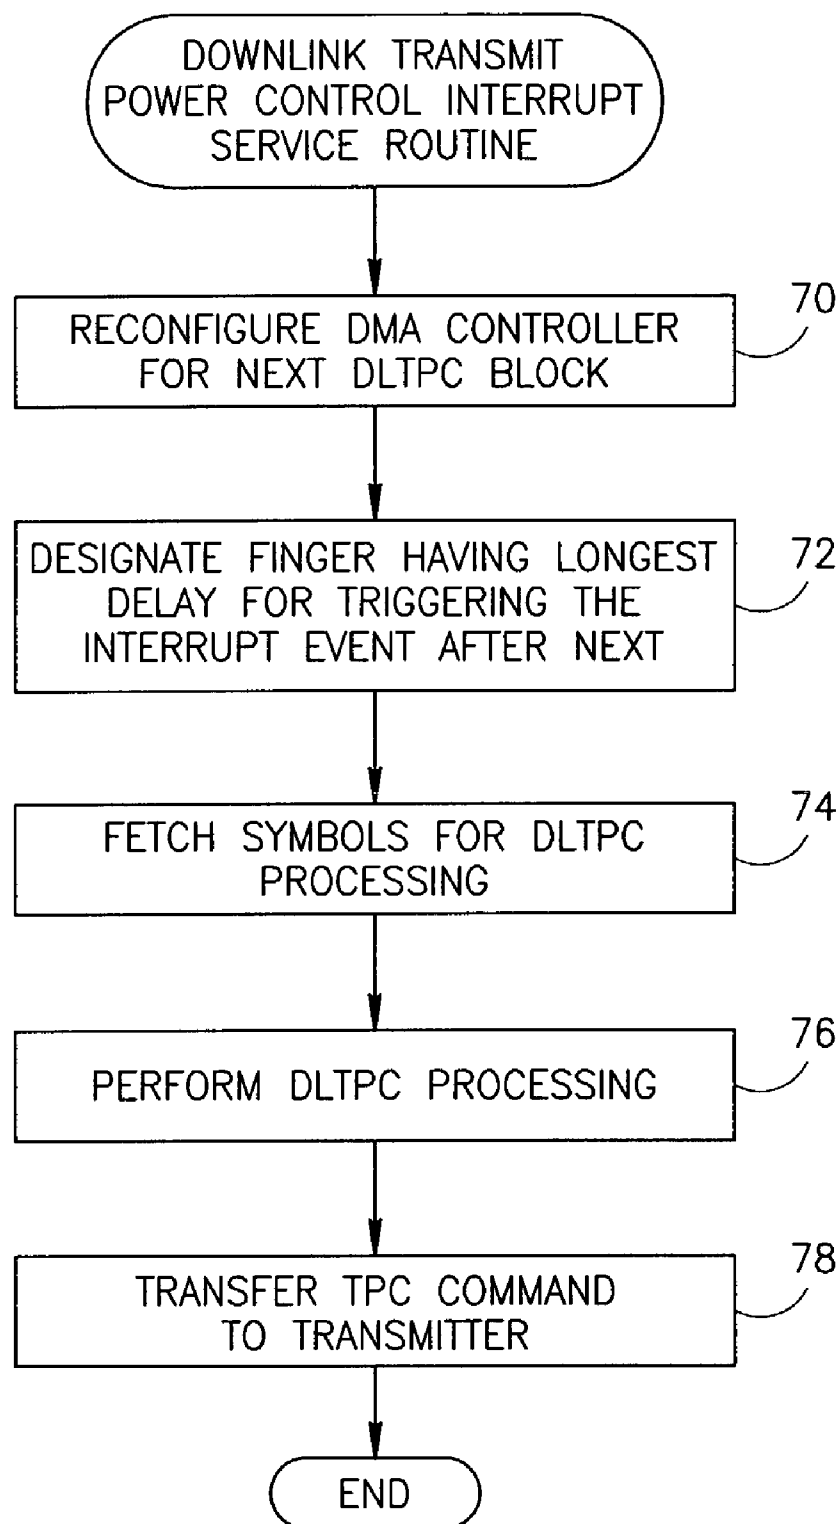 DOWNLINK TRANSMIT
POWER CONTROL INTERRUPT
SERVICE ROUTINE
70
RECONFIGURE DMA CONTROLLER
FOR NEXT DLTPC BLOCK
72
DESIGNATE FINGER HAVING LONGEST
DELAY FOR TRIGGERING THE
INTERRUPT EVENT AFTER NEXT
74
FETCH SYMBOLS FOR DLTPC
PROCESSING
76
PERFORM DLTPC PROCESSING
78
TRANSFER TPC COMMAND
TO TRANSMITTER
END